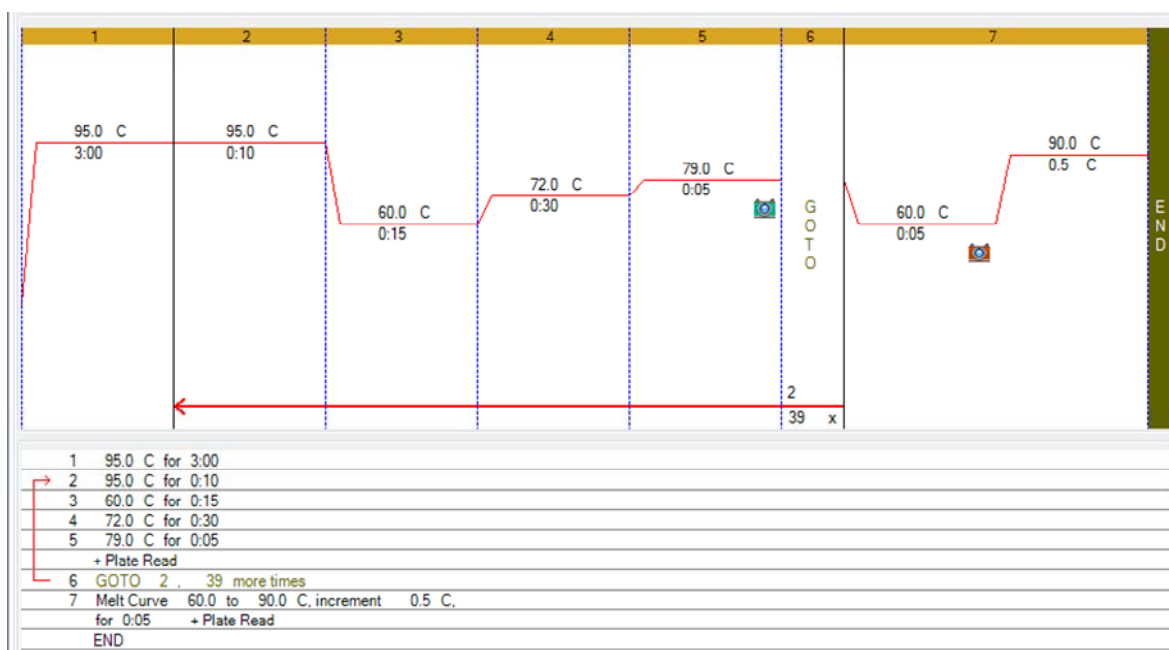 1 2 3 4 5 6 7
95.0 C 95.0 C 90.0 C
3:00 0:10 0.5 C
79.0 C
72.0 C 0:05
0:30
60.0 C 60.0 C
0:15 0:05
GOTO
END
2
39 x
1 95.0 C for 3:00
2 95.0 C for 0:10
3 60.0 C for 0:15
4 72.0 C for 0:30
5 79.0 C for 0:05
+ Plate Read
6 GOTO 2 , 39 more times
7 Melt Curve 60.0 to 90.0 C, increment 0.5 C,
for 0:05 + Plate Read
END